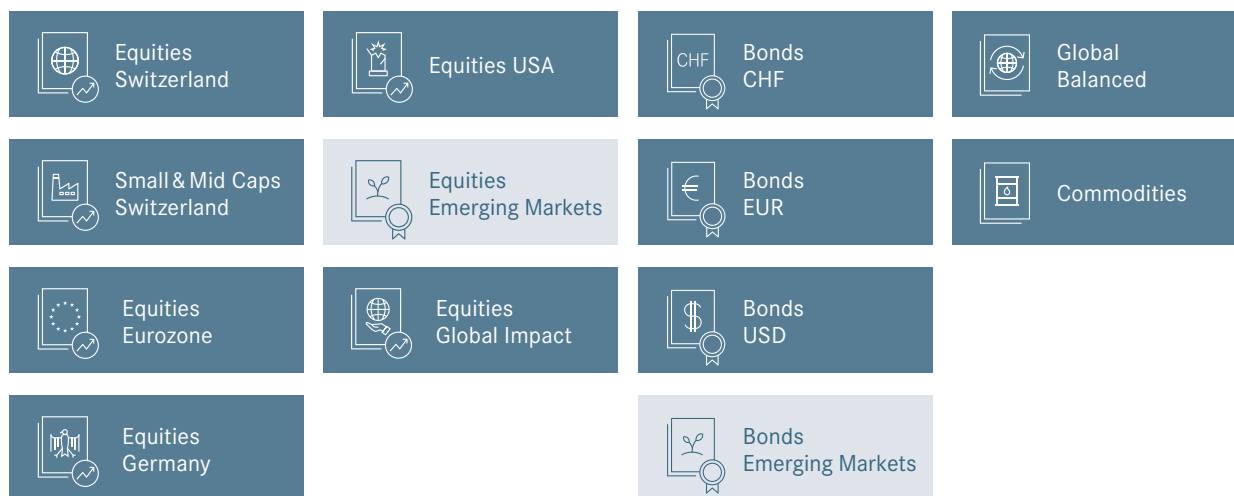 Equities
Switzerland
Equities USA
CHF
Bonds
CHF
Global
Balanced
Small & Mid Caps
Switzerland
Equities
Emerging Markets
€
Bonds
EUR
Commodities
Equities
Eurozone
Equities
Global Impact
$
Bonds
USD
Equities
Germany
Bonds
Emerging Markets